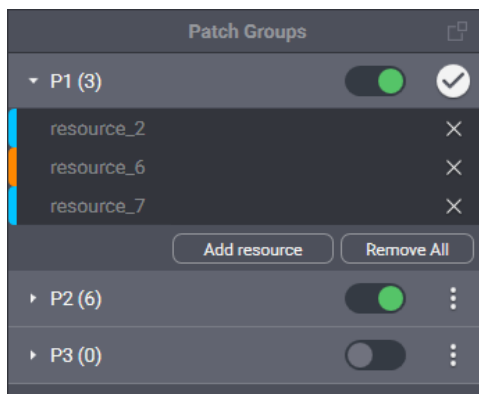 Patch Groups
P1 (3)
resource_2
resource_6
resource_7
Add resource Remove All
P2 (6)
P3 (0)